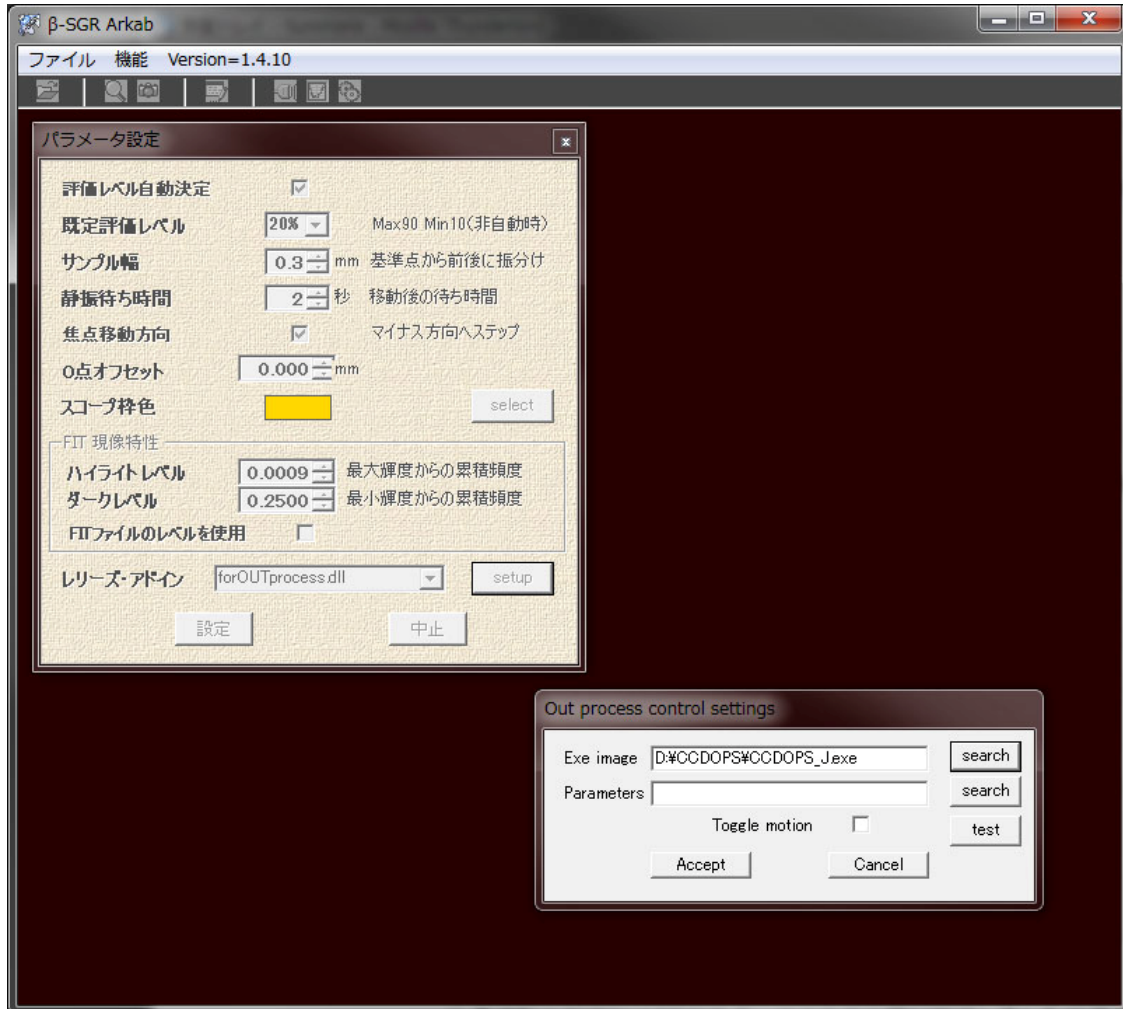 β-SGR Arkab
ファイル 機能 Version=1.4.10
パラメータ設定
評価レベル自動決定
既定評価レベル 20% Max90 Min10(非自動時)
サンプル幅 0.3 mm 基準点から前後に振分け
静振待ち時間 2 秒 移動後の待ち時間
焦点移動方向 マイナス方向へステップ
0点オフセット 0.000 mm
スコープ枠色 select
FIT 現像特性
ハイライトレベル 0.0009 最大輝度からの累積頻度
ダークレベル 0.2500 最小輝度からの累積頻度
FITファイルのレベルを使用
レリーズ・アドイン forOUTprocess.dll setup
設定 中止
Out process control settings
Exe image D:¥CCDOPS¥CCDOPS_J.exe search
Parameters search
Toggle motion test
Accept Cancel